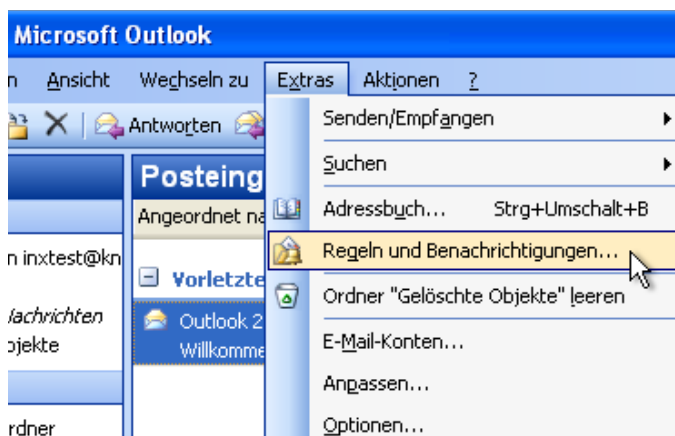 Microsoft Outlook
n Ansicht Wechseln zu Extras Aktionen ?
Antworten
Senden/Empfangen
Suchen
Adressbuch... Strg+Umschalt+B
Regeln und Benachrichtigungen...
Ordner "Gelöschte Objekte" leeren
E-Mail-Konten...
Anpassen...
Optionen...
Posteing
Angeordnet na
Vorletzte
Outlook 2
Willkomme
n inxtest@kn
Nachrichten
bjekte
rdner